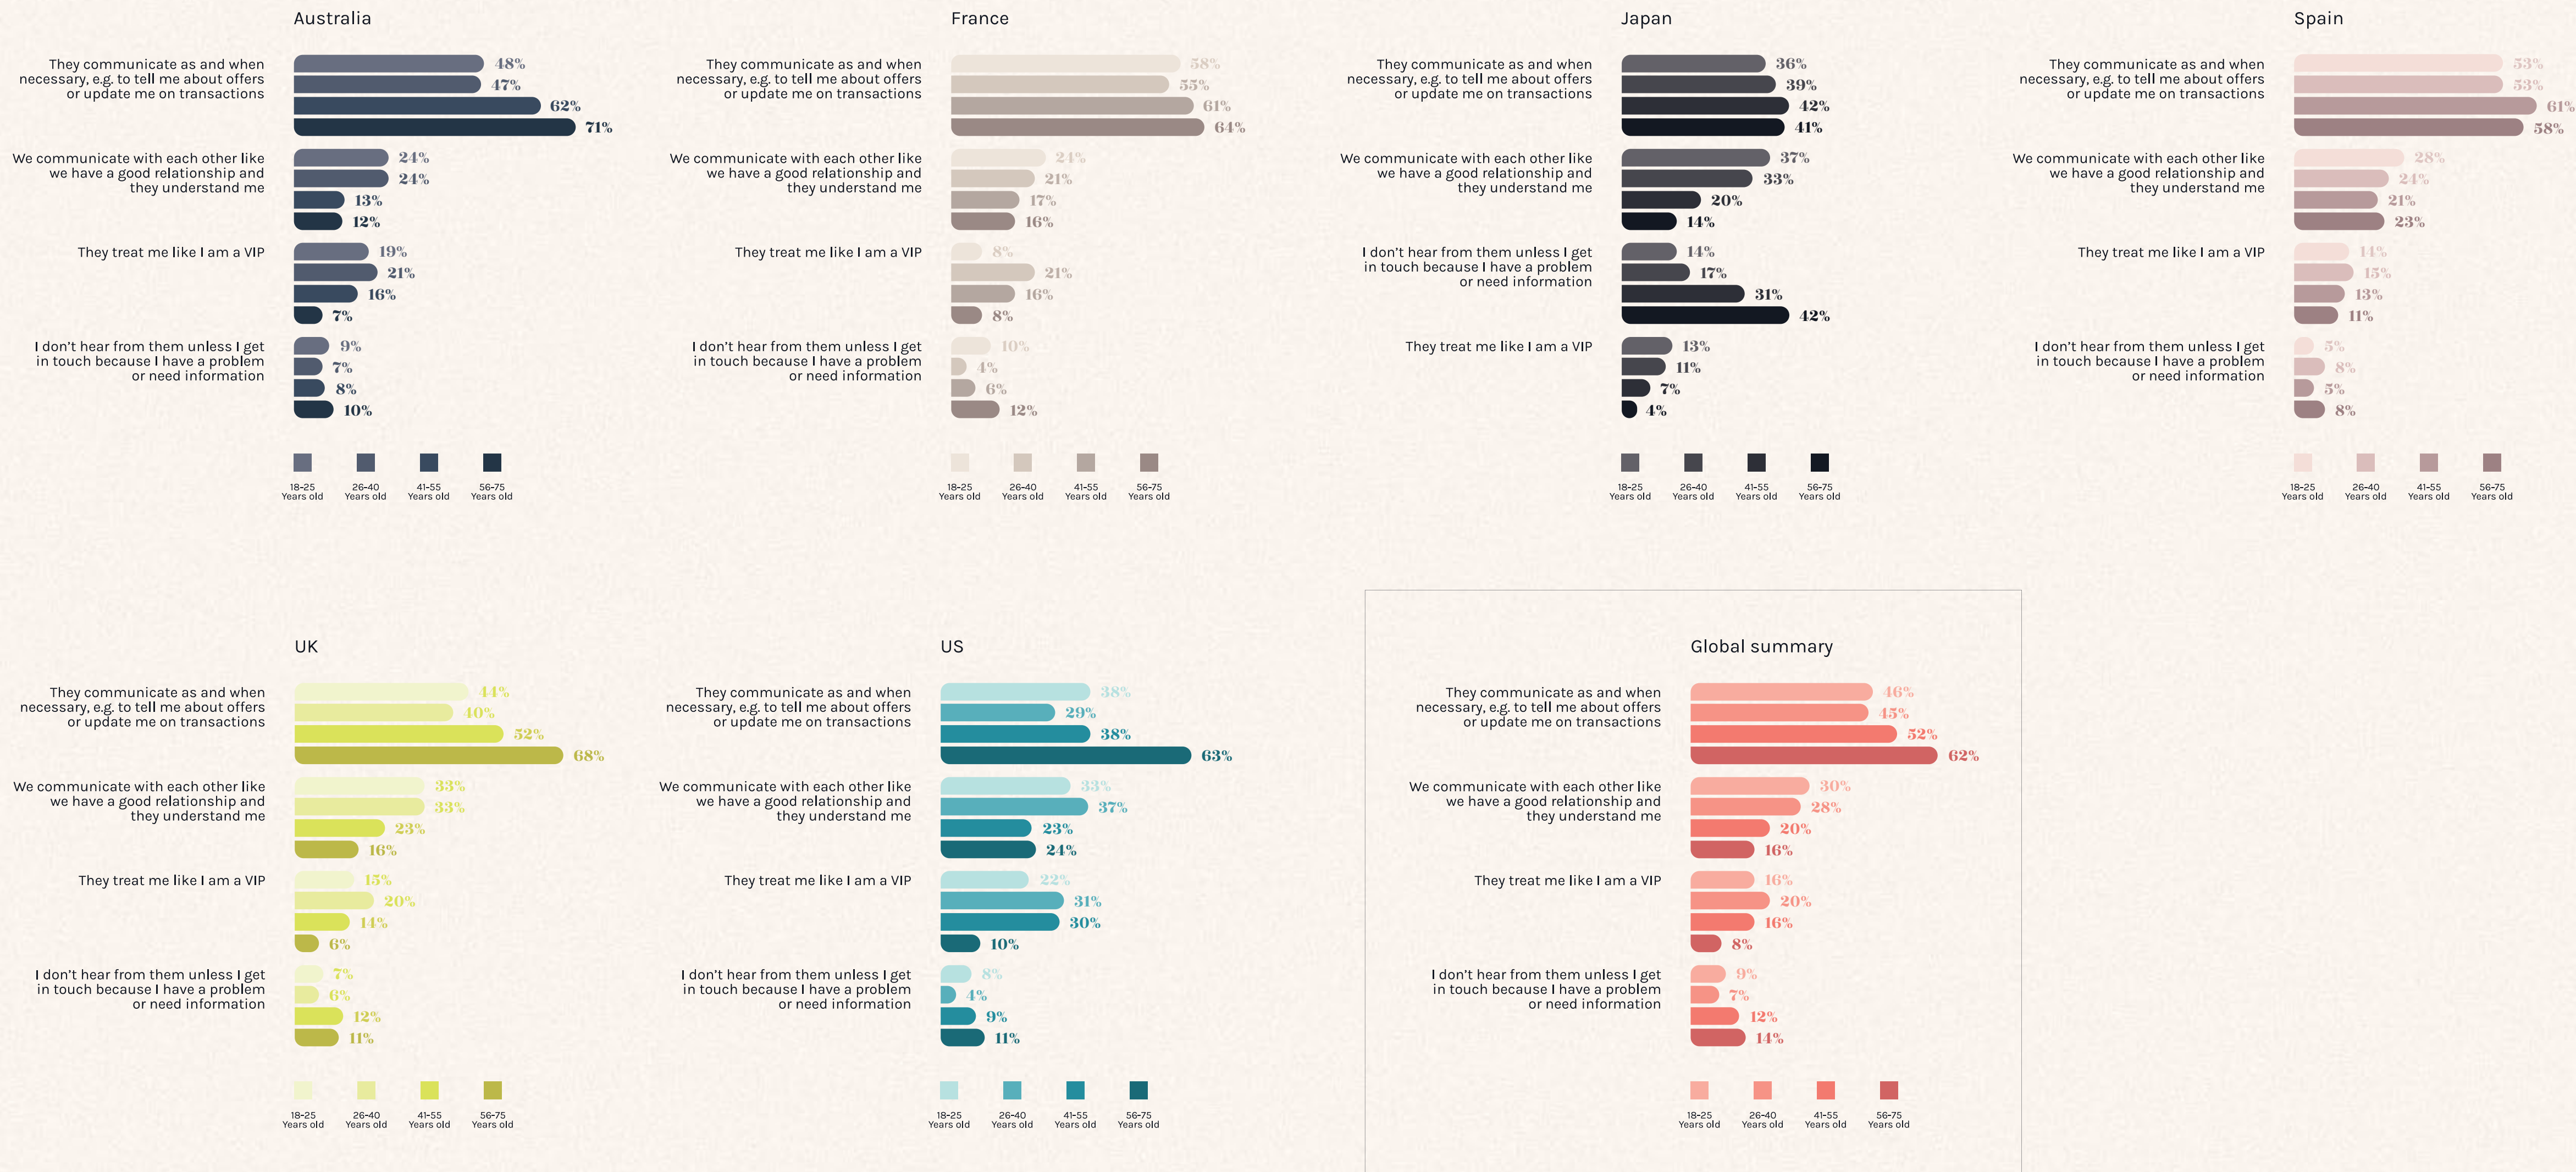 Australia
They communicate as and when
necessary, e.g. to tell me about offers
or update me on transactions
48%
47%
62%
71%
We communicate with each other like
we have a good relationship and
they understand me
24%
24%
13%
12%
They treat me like I am a VIP
19%
21%
16%
7%
I don't hear from them unless I get
in touch because I have a problem
or need information
9%
7%
8%
10%
18-25
Years old
26-40
Years old
41-55
Years old
56-75
Years old
France
They communicate as and when
necessary, e.g. to tell me about offers
or update me on transactions
58%
55%
61%
64%
We communicate with each other like
we have a good relationship and
they understand me
24%
21%
17%
16%
They treat me like I am a VIP
8%
21%
16%
8%
I don't hear from them unless I get
in touch because I have a problem
or need information
10%
4%
6%
12%
18-25
Years old
26-40
Years old
41-55
Years old
56-75
Years old
Japan
They communicate as and when
necessary, e.g. to tell me about offers
or update me on transactions
36%
39%
42%
41%
We communicate with each other like
we have a good relationship and
they understand me
37%
33%
20%
14%
I don't hear from them unless I get
in touch because I have a problem
or need information
14%
17%
31%
42%
They treat me like I am a VIP
13%
11%
7%
4%
18-25
Years old
26-40
Years old
41-55
Years old
56-75
Years old
Spain
They communicate as and when
necessary, e.g. to tell me about offers
or update me on transactions
53%
53%
61%
58%
We communicate with each other like
we have a good relationship and
they understand me
28%
24%
21%
23%
They treat me like I am a VIP
14%
15%
13%
11%
I don't hear from them unless I get
in touch because I have a problem
or need information
5%
8%
5%
8%
18-25
Years old
26-40
Years old
41-55
Years old
56-75
Years old
UK
They communicate as and when
necessary, e.g. to tell me about offers
or update me on transactions
44%
40%
52%
68%
We communicate with each other like
we have a good relationship and
they understand me
33%
33%
23%
16%
They treat me like I am a VIP
15%
20%
14%
6%
I don't hear from them unless I get
in touch because I have a problem
or need information
7%
6%
12%
11%
18-25
Years old
26-40
Years old
41-55
Years old
56-75
Years old
US
They communicate as and when
necessary, e.g. to tell me about offers
or update me on transactions
38%
29%
38%
63%
We communicate with each other like
we have a good relationship and
they understand me
33%
37%
23%
24%
They treat me like I am a VIP
22%
31%
30%
10%
I don't hear from them unless I get
in touch because I have a problem
or need information
8%
4%
9%
11%
18-25
Years old
26-40
Years old
41-55
Years old
56-75
Years old
Global summary
They communicate as and when
necessary, e.g. to tell me about offers
or update me on transactions
46%
45%
52%
62%
We communicate with each other like
we have a good relationship and
they understand me
30%
28%
20%
16%
They treat me like I am a VIP
16%
20%
16%
8%
I don't hear from them unless I get
in touch because I have a problem
or need information
9%
7%
12%
14%
18-25
Years old
26-40
Years old
41-55
Years old
56-75
Years old